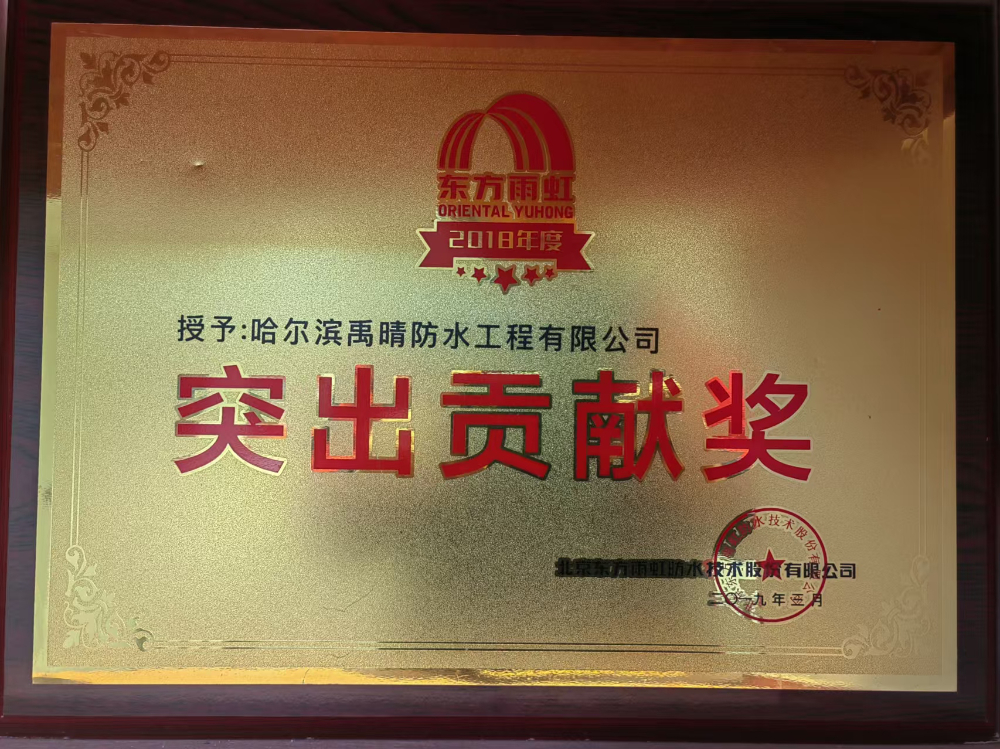 东方雨虹
ORIENTAL YUHONG
2018年度
授予:哈尔滨禹晴防水工程有限公司
突出贡献奖
北京东方雨虹防水技术股份有限公司
二〇一九年三月